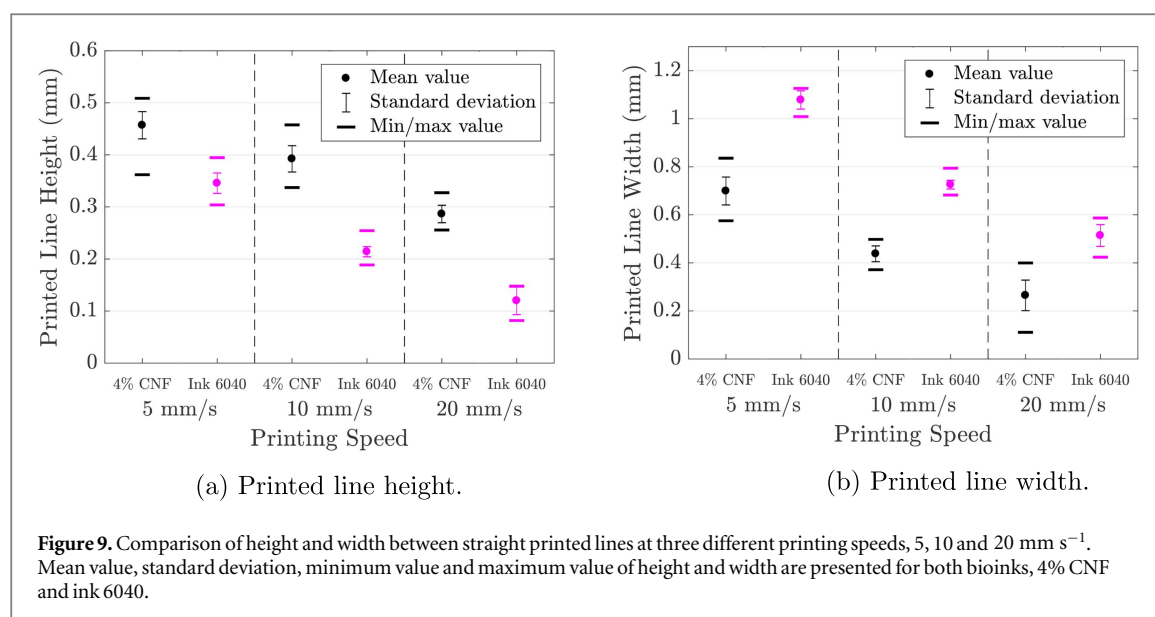 Printed Line Height (mm)
0.6
0.5
0.4
0.3
0.2
0.1
0
Mean value
Standard deviation
Min/max value
4% CNF Ink 6040 4% CNF Ink 6040 4% CNF Ink 6040
5 mm/s 10 mm/s 20 mm/s
Printing Speed
(a) Printed line height.
Printed Line Width (mm)
1.2
1
0.8
0.6
0.4
0.2
0
Mean value
Standard deviation
Min/max value
4% CNF Ink 6040 4% CNF Ink 6040 4% CNF Ink 6040
5 mm/s 10 mm/s 20 mm/s
Printing Speed
(b) Printed line width.
Figure 9. Comparison of height and width between straight printed lines at three different printing speeds, 5, 10 and 20 mm s⁻¹.
Mean value, standard deviation, minimum value and maximum value of height and width are presented for both bioinks, 4% CNF
and ink 6040.